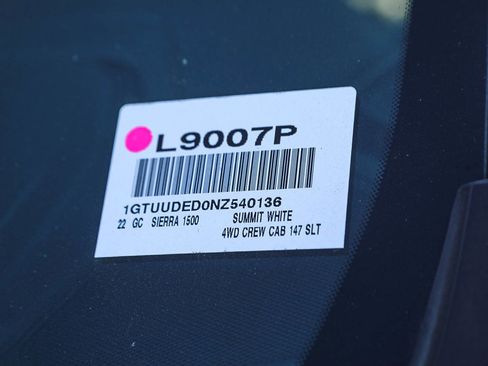 L9007P
1GTUUDED0NZ540136
22 GC SIERRA 1500 SUMMIT WHITE
4WD CREW CAB 147 SLT